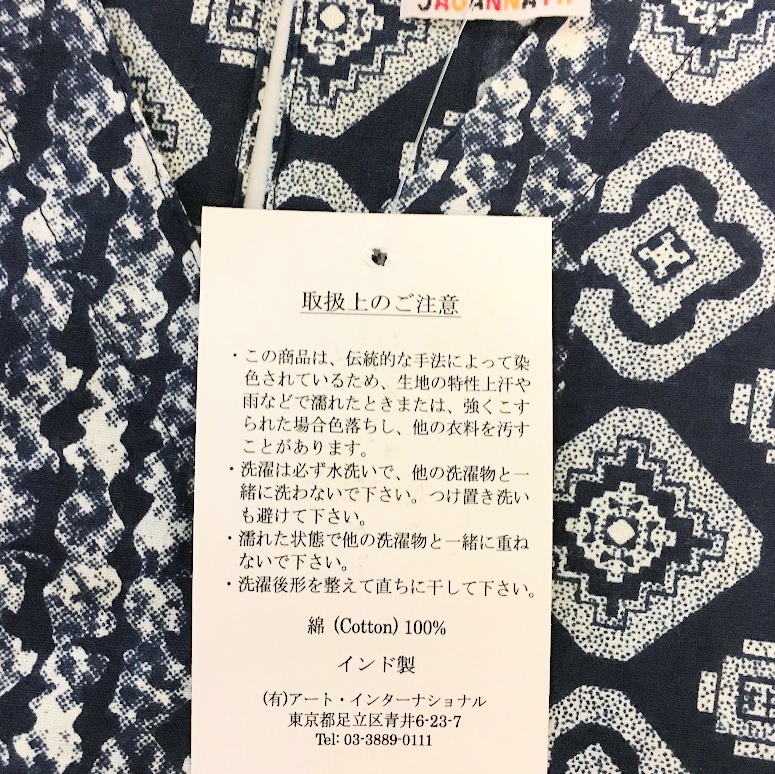 JAGANNATH
取扱上のご注意
・この商品は、伝統的な手法によって染
色されているため、生地の特性上汗や
雨などで濡れたときまたは、強くこす
られた場合色落ちし、他の衣料を汚す
ことがあります。
・洗濯は必ず水洗いで、他の洗濯物と一
緒に洗わないで下さい。つけ置き洗い
も避けて下さい。
・濡れた状態で他の洗濯物と一緒に重ね
ないで下さい。
・洗濯後形を整えて直ちに干して下さい。
綿 (Cotton) 100%
インド製
(有)アート・インターナショナル
東京都足立区青井6-23-7
Tel: 03-3889-0111